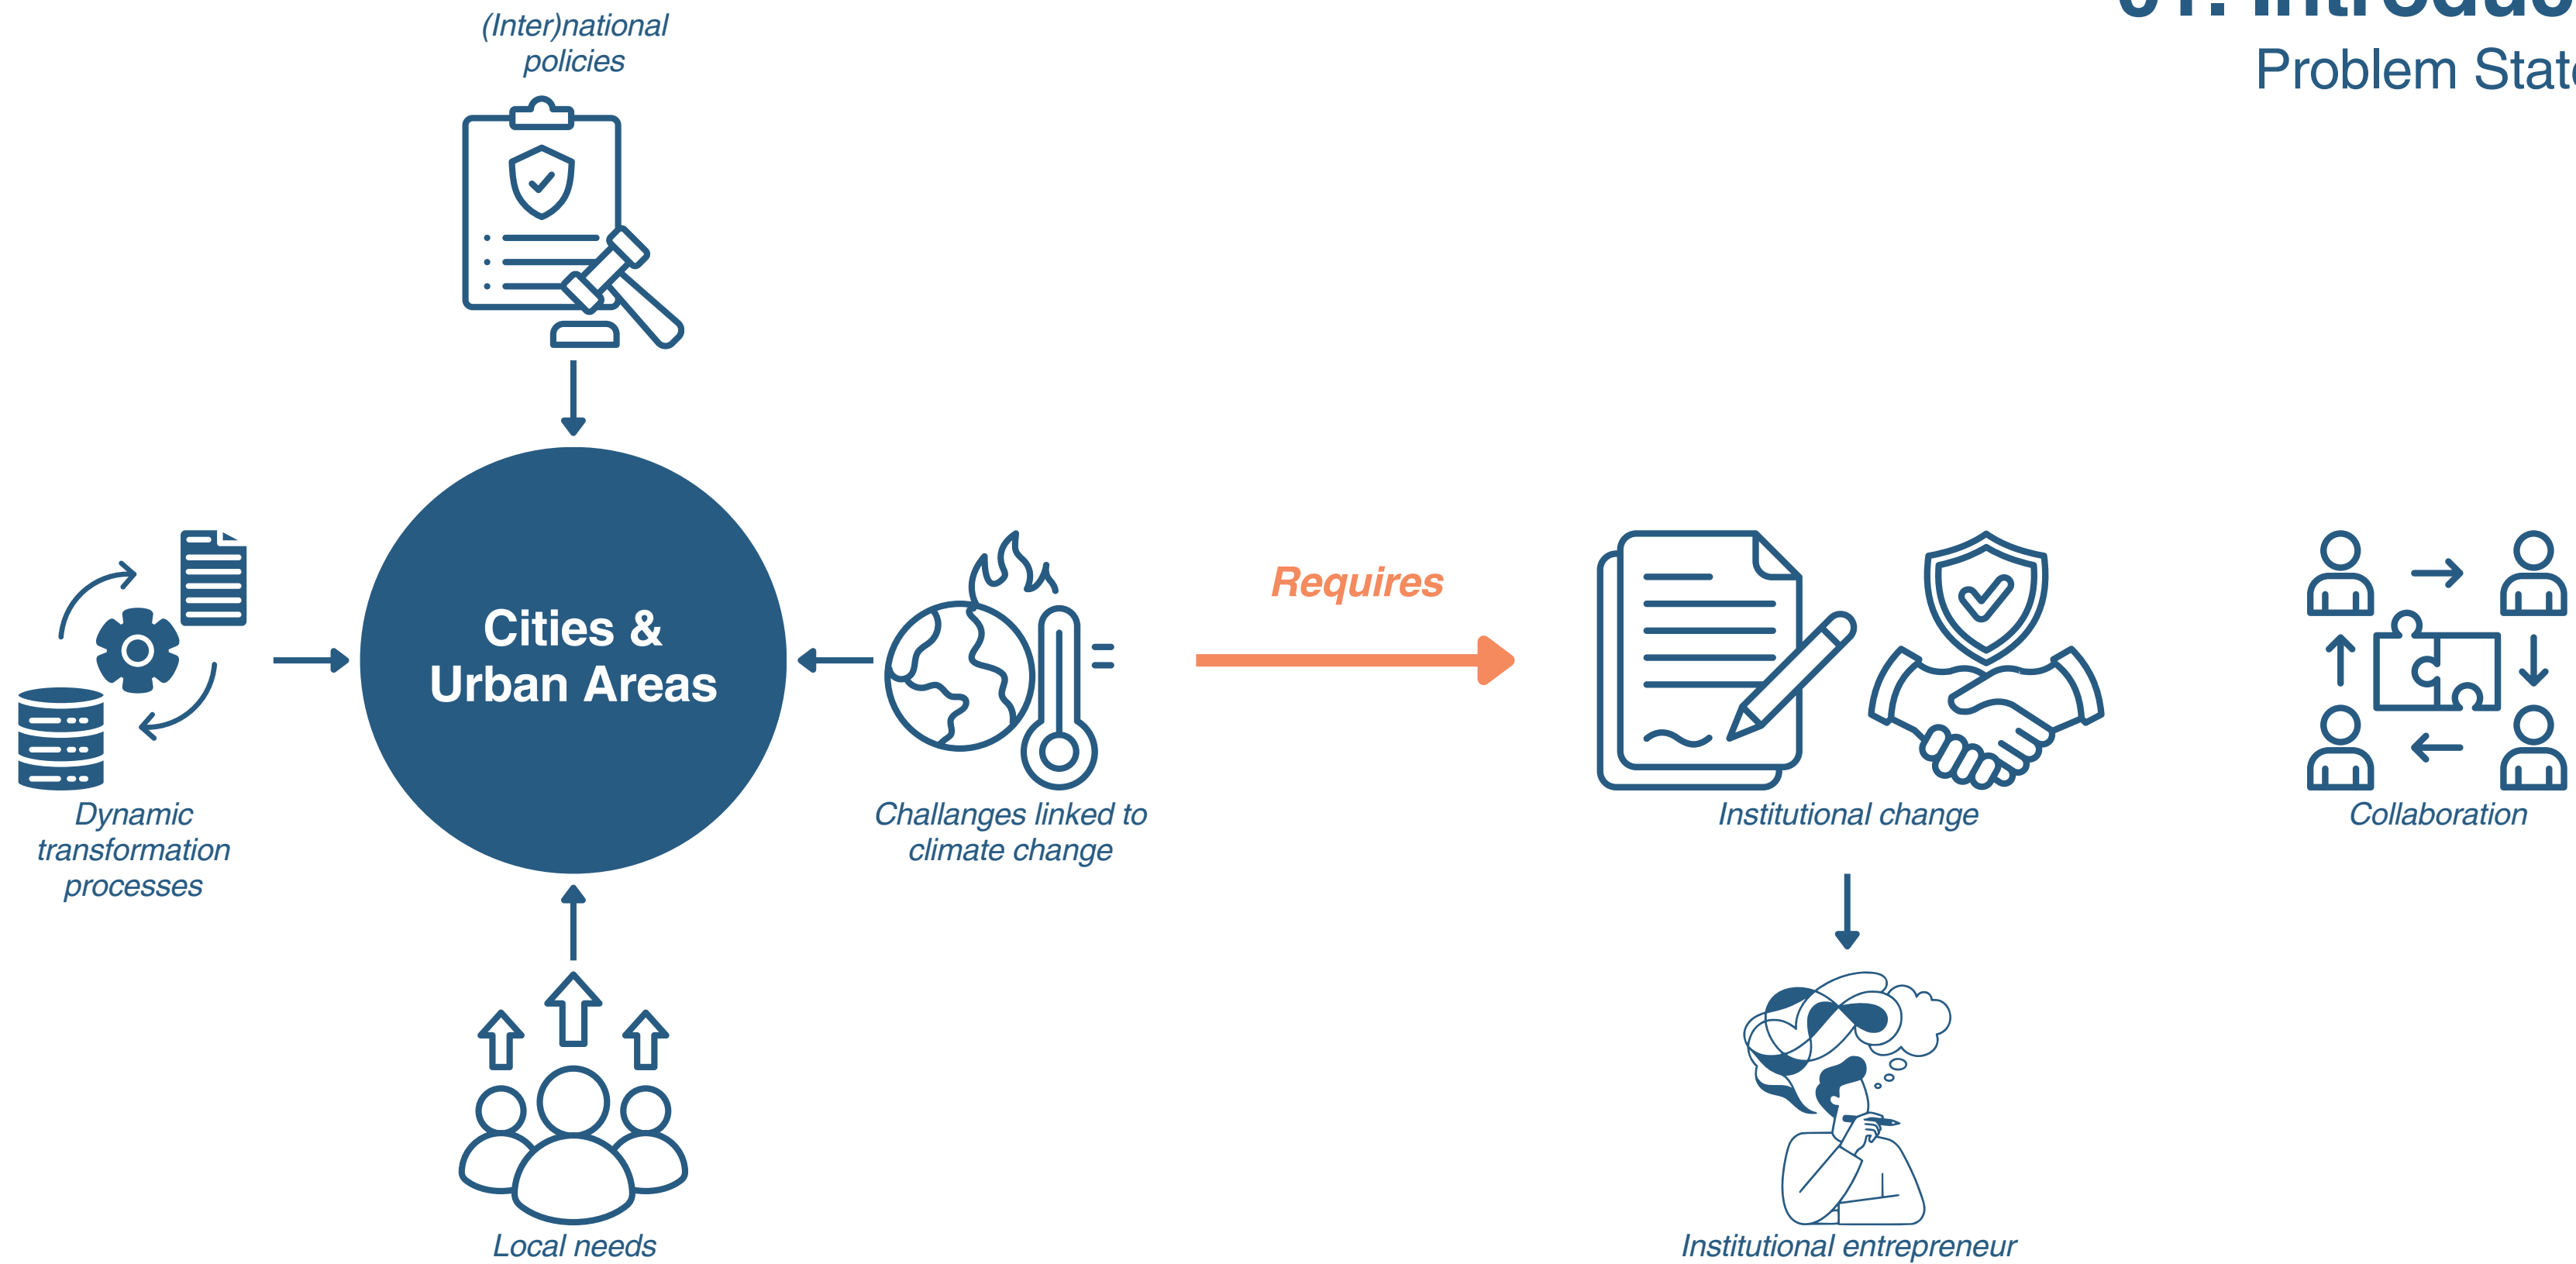 Problem
(Inter)national
policies
Cities &
Urban Areas
Dynamic
transformation
processes
Challanges linked to
climate change
Local needs
Requires
Institutional change
Collaboration
Institutional entrepreneur